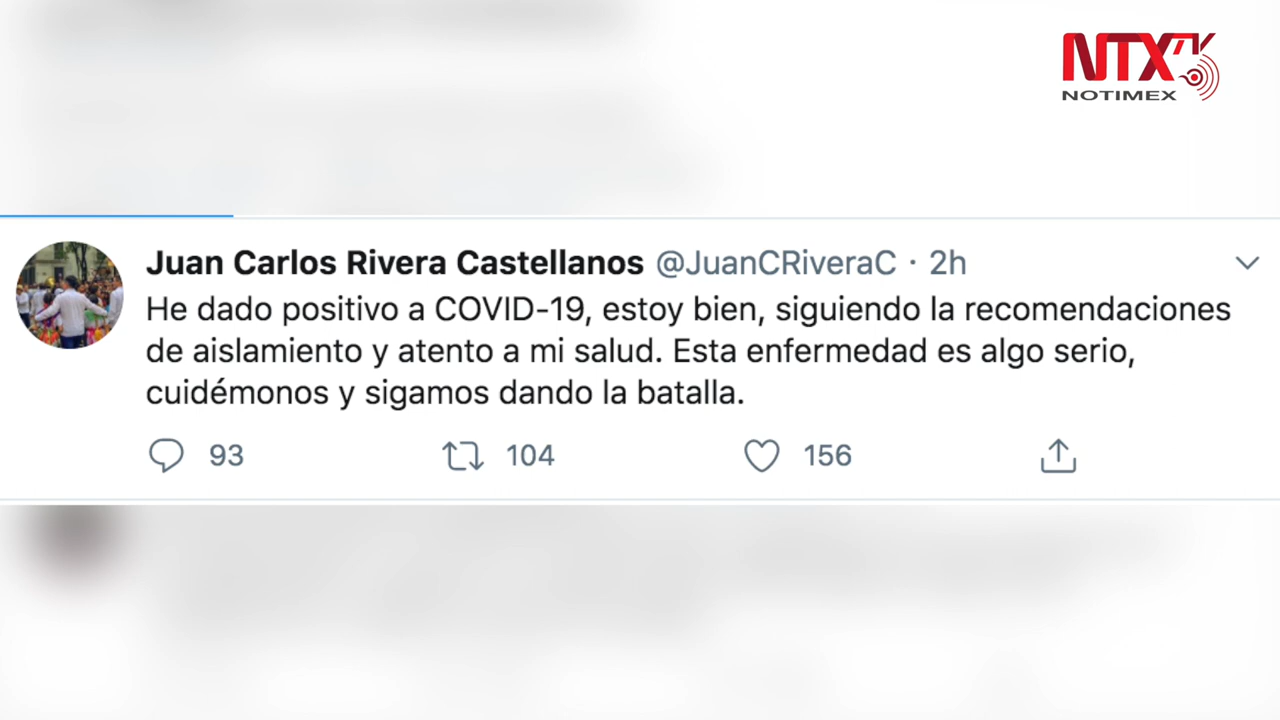 NTX TV
NOTIMEX
Juan Carlos Rivera Castellanos @JuanCRiveraC · 2h
He dado positivo a COVID-19, estoy bien, siguiendo la recomendaciones
de aislamiento y atento a mi salud. Esta enfermedad es algo serio,
cuidémonos y sigamos dando la batalla.
93 104 156